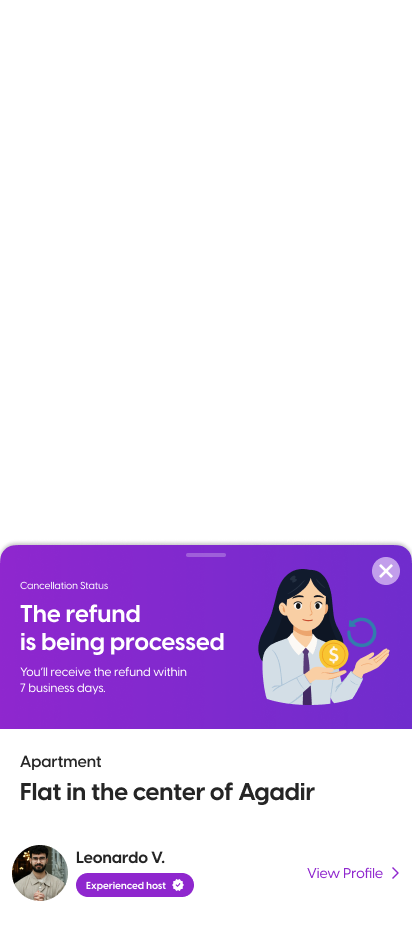 Cancellation Status
The refund
is being processed
You’ll receive the refund within
7 business days.
$
Apartment
Flat in the center of Agadir
Leonardo V.
Experienced host
View Profile